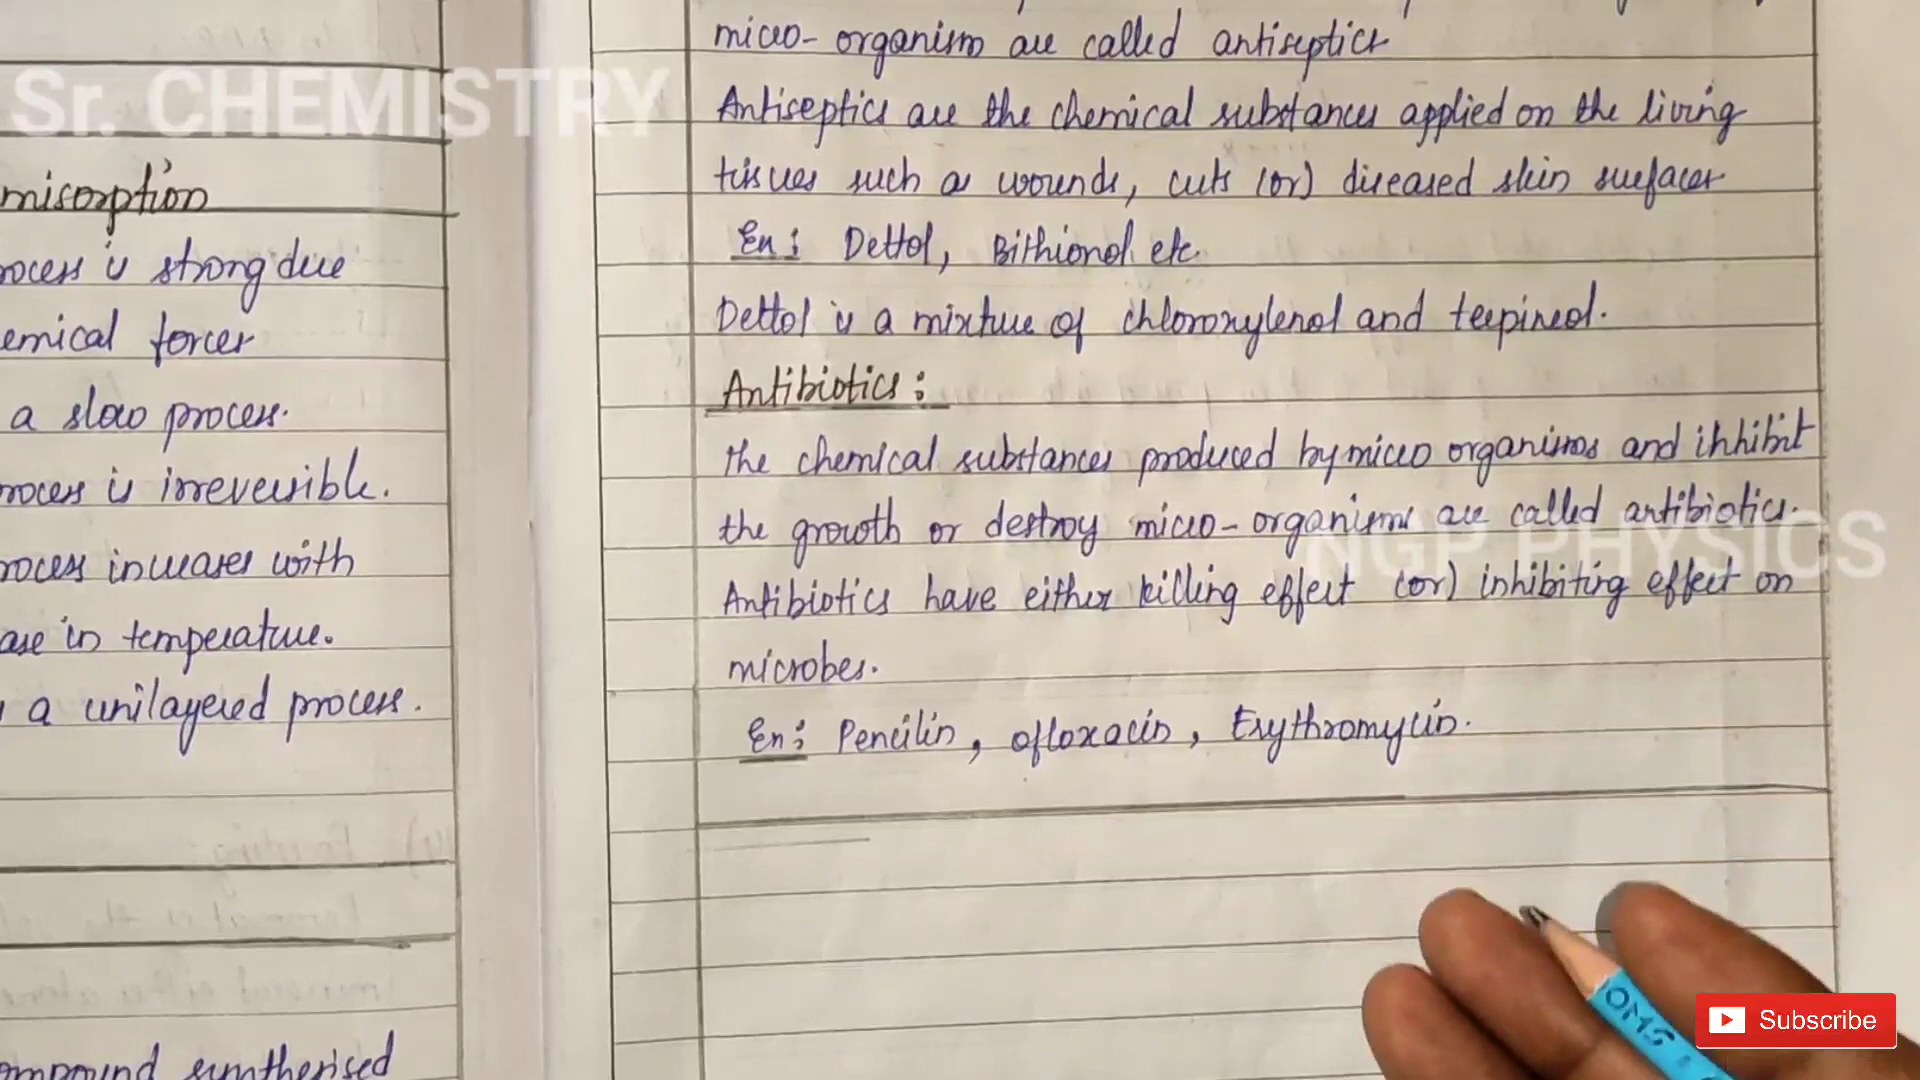 Sr. CHEMISTRY
misorption
rocess is strong due
emical forces
a slow process.
rocess is irreversible.
rocess increases with
ase in temperature.
a unilayered process.
ompound synthesised
micro-organism are called antiseptics
Antiseptics are the chemical substances applied on the living
tissues such as wounds, cuts (or) diseased skin surfaces
Ex: Dettol, Bithionol etc.
Dettol is a mixture of chloroxylenol and terpineol.
Antibiotics:
the chemical substances produced by micro organisms and inhibit
the growth or destroy micro-organisms are called antibiotics.
NGP PHYSICS
Antibiotics have either killing effect (or) inhibiting effect on
microbes.
Ex: Pencilin, ofloxacin, Erythromycin.
OMS
Subscribe